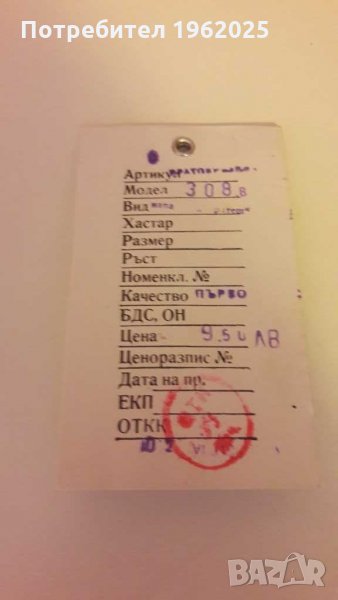 Потребител 1962025
Артикул
Модел 308 В
Вид
Хастар
Размер
Ръст
Номенкл. №
Качество ПЪРВО
БДС, ОН
Цена 9.50 ЛВ
Ценоразпис №
Дата на пр.
ЕКП
ОТКК
BAZAR